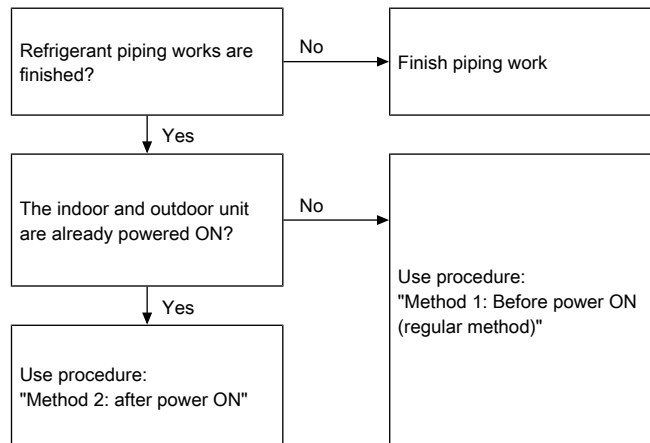 Refrigerant piping works are
finished?
No
Finish piping work
Yes
The indoor and outdoor unit
are already powered ON?
No
Use procedure:
"Method 1: Before power ON
(regular method)"
Yes
Use procedure:
"Method 2: after power ON"